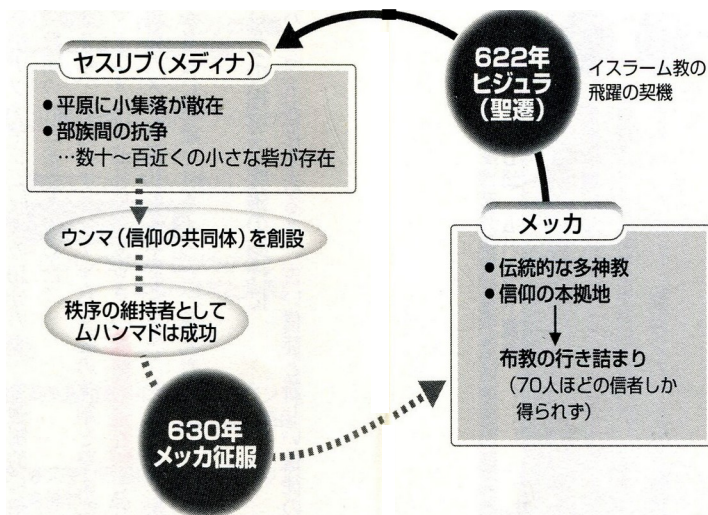 ヤスリブ(メディナ)
●平原に小集落が散在
●部族間の抗争
…数十〜百近くの小さな砦が存在
ウンマ(信仰の共同体)を創設
秩序の維持者として
ムハンマドは成功
630年
メッカ征服
622年
ヒジュラ
(聖遷)
イスラーム教の
飛躍の契機
メッカ
●伝統的な多神教
●信仰の本拠地
布教の行き詰まり
(70人ほどの信者しか
得られず)